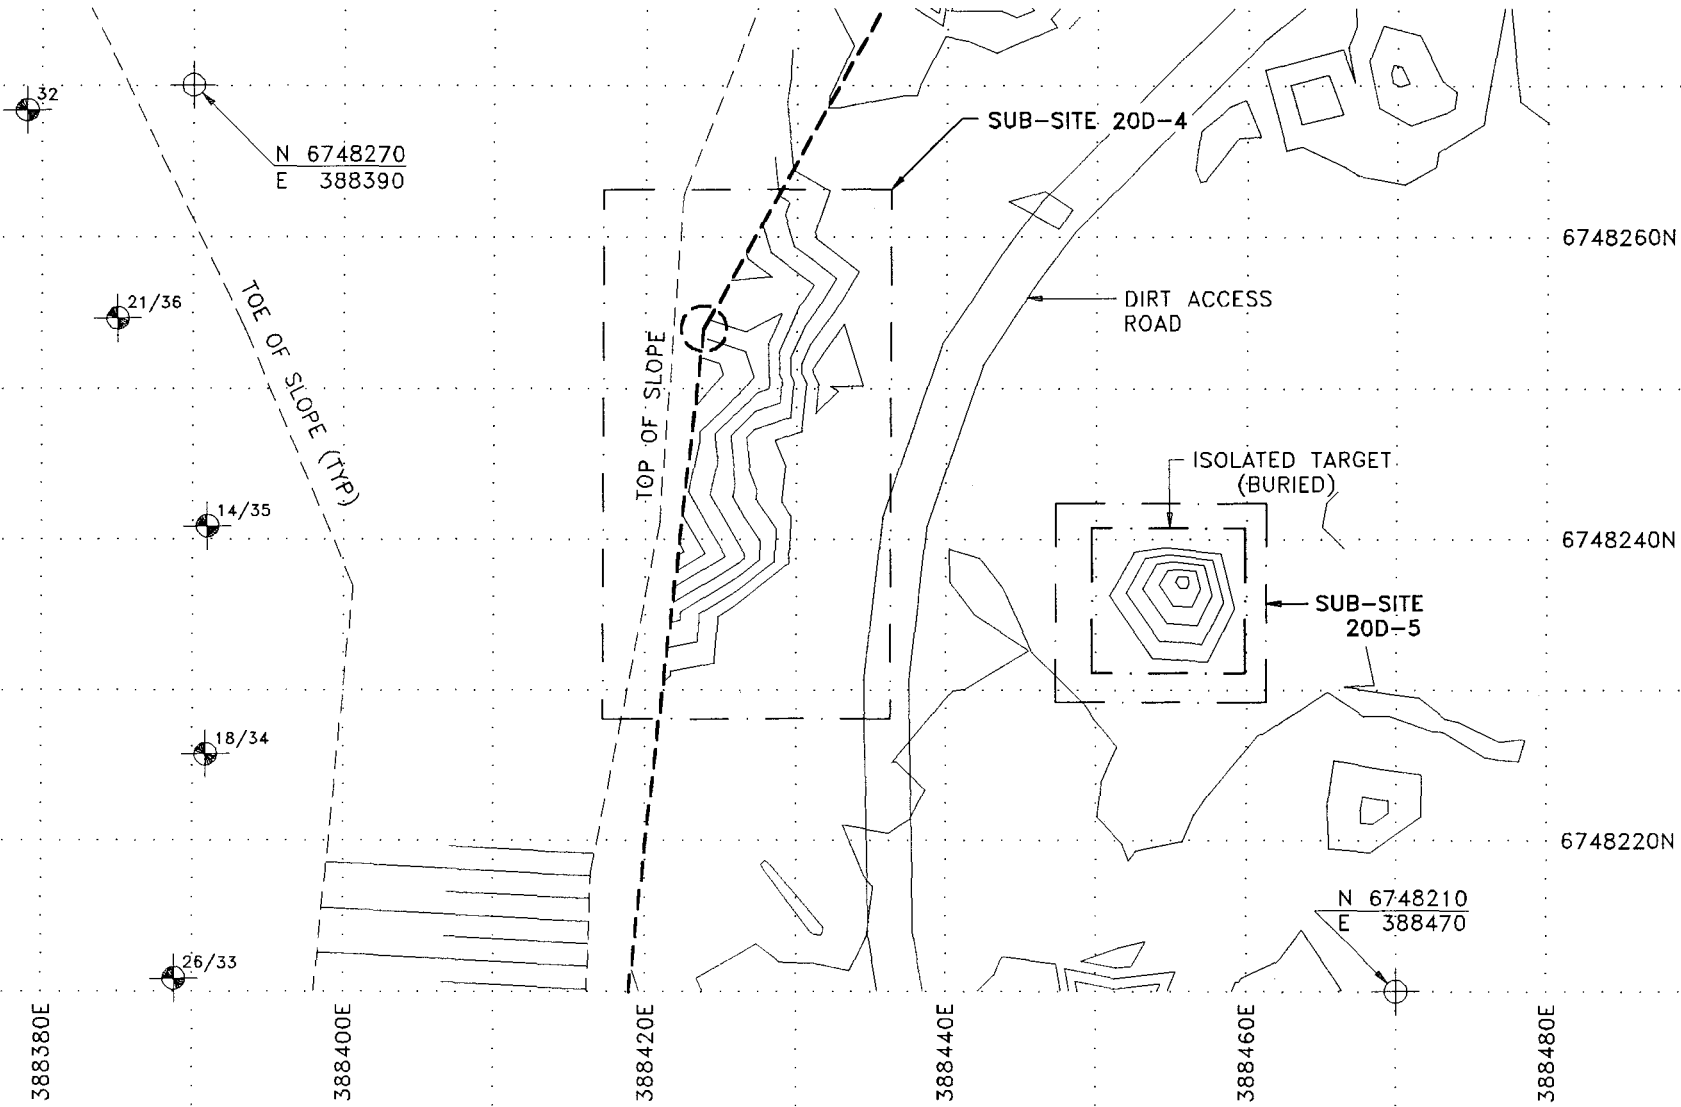 32
SUB-SITE 20D-4
N 6748270
E 388390
6748260N
TOE OF SLOPE (TYP)
21/36
DIRT ACCESS
ROAD
TOP OF SLOPE
ISOLATED TARGET
(BURIED)
14/35
6748240N
SUB-SITE
20D-5
18/34
6748220N
N 6748210
E 388470
26/33
388380E
388400E
388420E
388440E
388460E
388480E